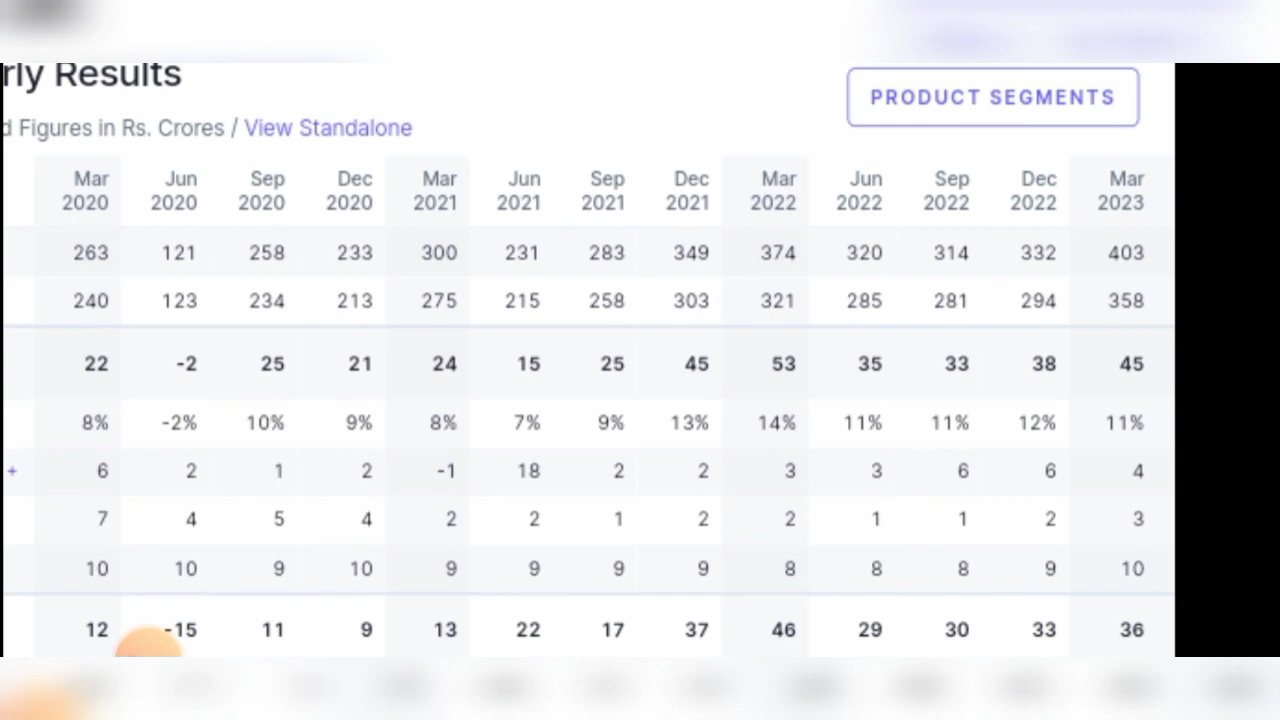 rly Results
PRODUCT SEGMENTS
d Figures in Rs. Crores / View Standalone
Mar 2020 Jun 2020 Sep 2020 Dec 2020 Mar 2021 Jun 2021 Sep 2021 Dec 2021 Mar 2022 Jun 2022 Sep 2022 Dec 2022 Mar 2023
263 121 258 233 300 231 283 349 374 320 314 332 403
240 123 234 213 275 215 258 303 321 285 281 294 358
22 -2 25 21 24 15 25 45 53 35 33 38 45
8% -2% 10% 9% 8% 7% 9% 13% 14% 11% 11% 12% 11%
+ 6 2 1 2 -1 18 2 2 3 3 6 6 4
7 4 5 4 2 2 1 2 2 1 1 2 3
10 10 9 10 9 9 9 9 8 8 8 9 10
12 -15 11 9 13 22 17 37 46 29 30 33 36